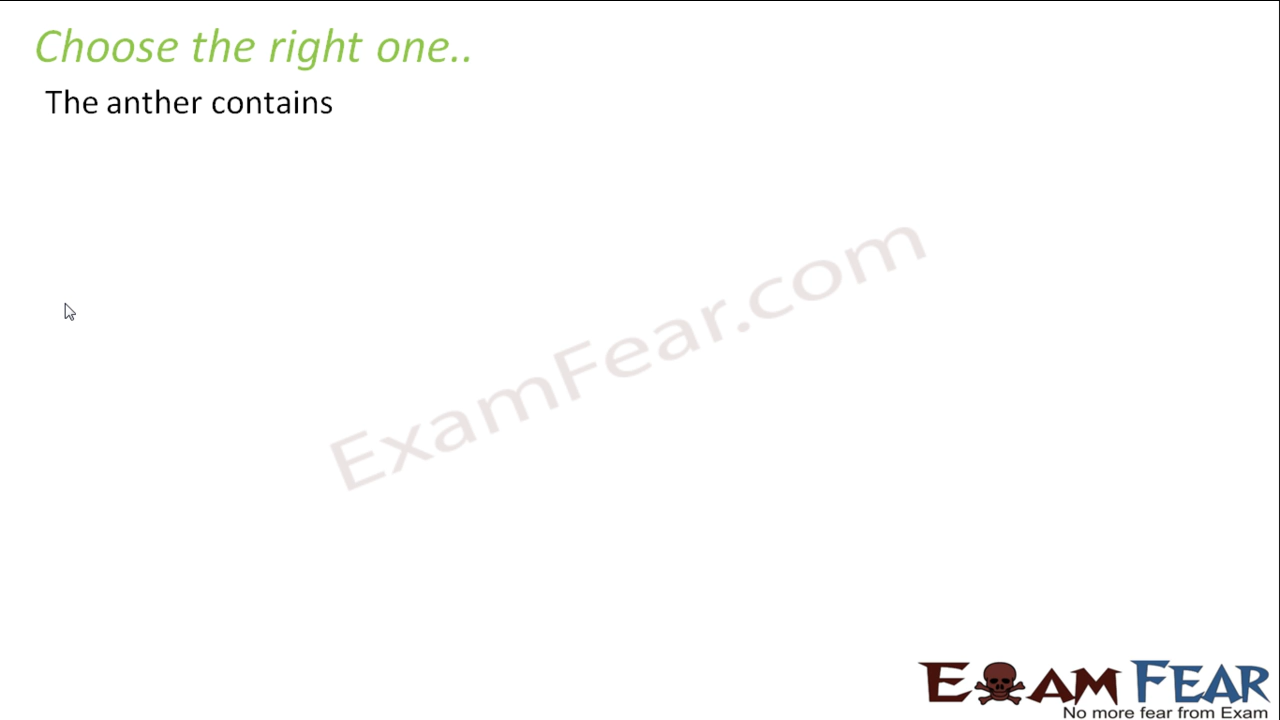 Choose the right one..
The anther contains
ExamFear.com
EXAM FEAR
No more fear from Exam